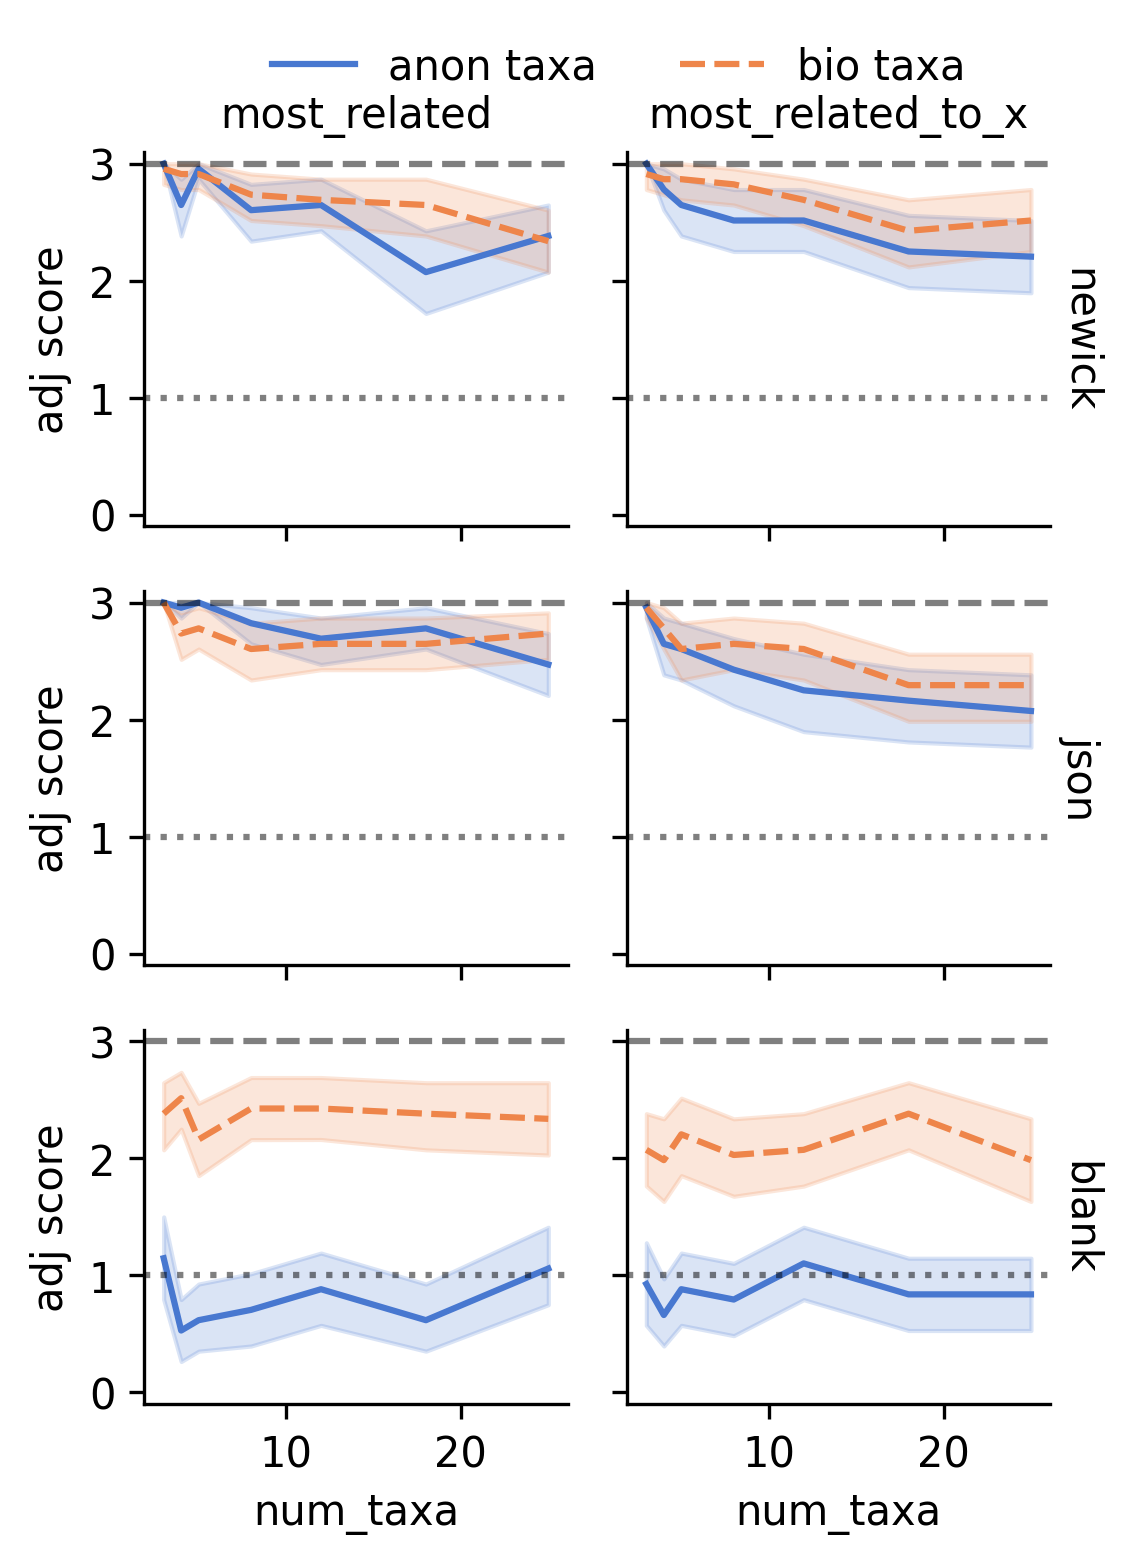 anon taxa bio taxa
most_related most_related_to_x
3
2
1
0
adj score
newick
3
2
1
0
adj score
json
3
2
1
0
adj score
blank
10 20 10 20
num_taxa num_taxa